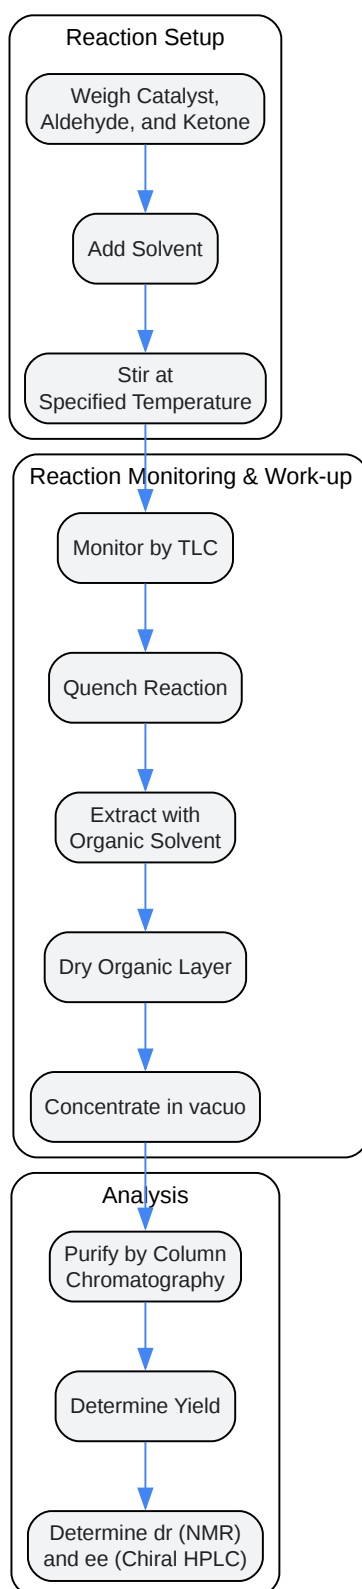 Reaction Setup
Weigh Catalyst,
Aldehyde, and Ketone
Add Solvent
Stir at
Specified Temperature
Reaction Monitoring & Work-up
Monitor by TLC
Quench Reaction
Extract with
Organic Solvent
Dry Organic Layer
Concentrate in vacuo
Analysis
Purify by Column
Chromatography
Determine Yield
Determine dr (NMR)
and ee (Chiral HPLC)